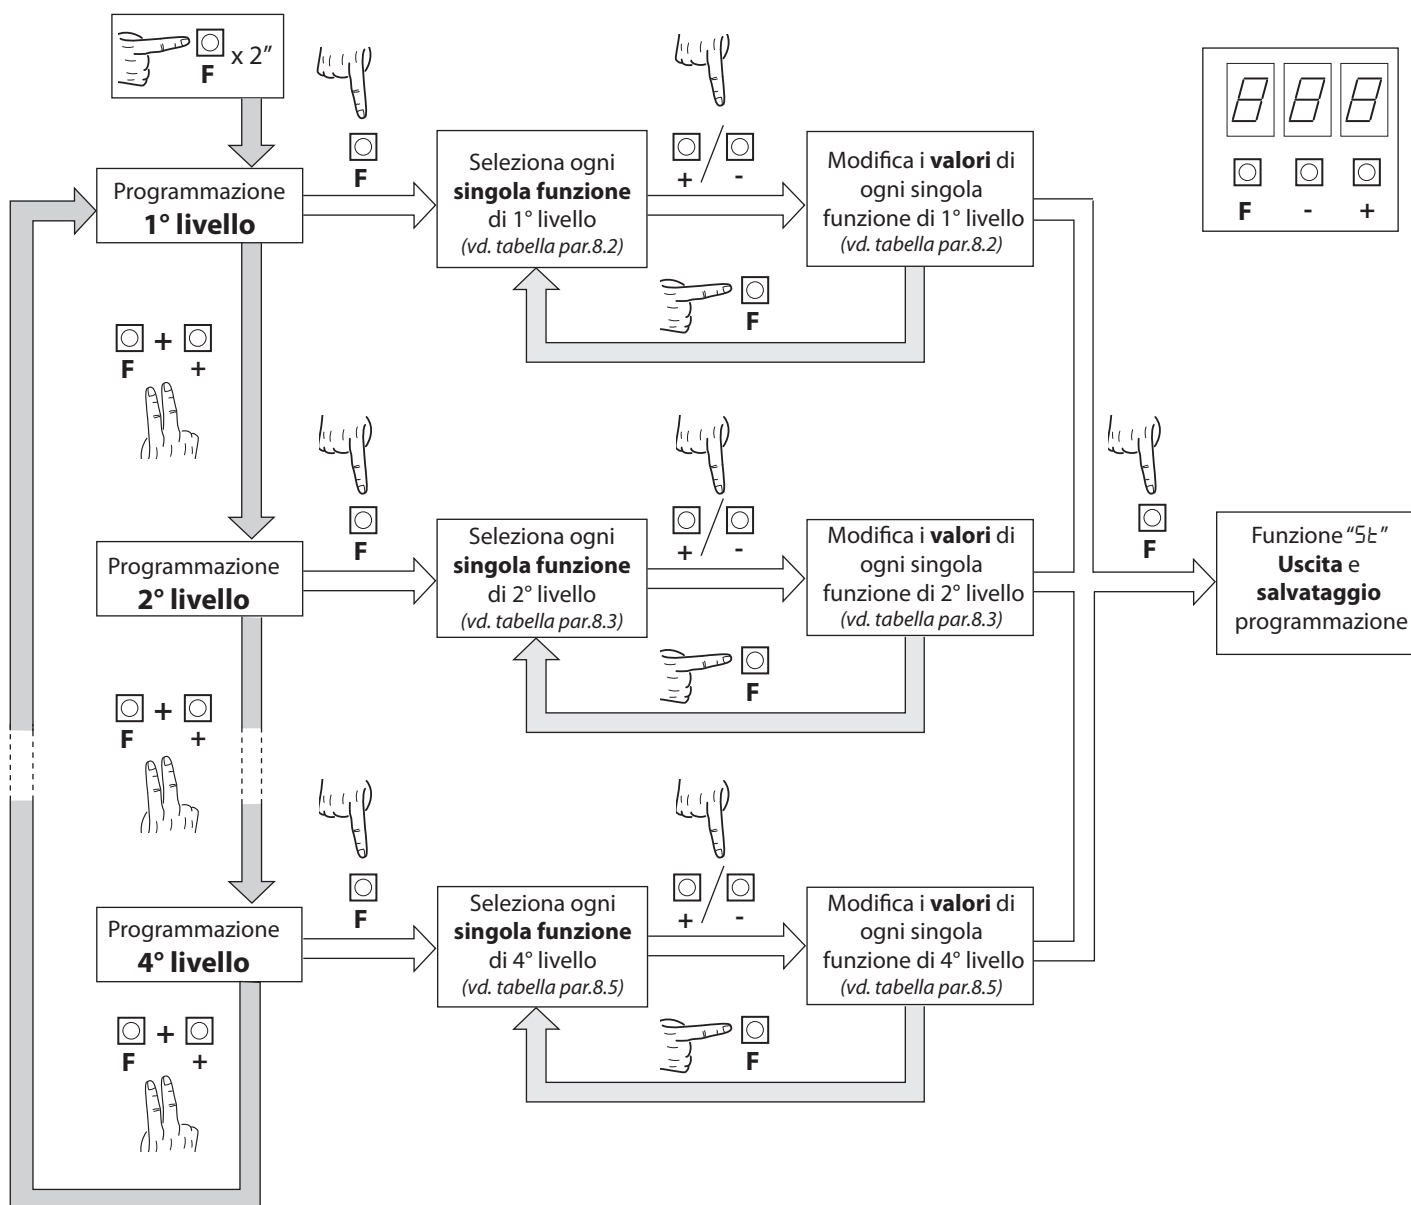 F x 2”
F
+ / -
F - +
Programmazione
1° livello
Seleziona ogni
singola funzione
di 1° livello
(vd. tabella par.8.2)
Modifica i valori di
ogni singola
funzione di 1° livello
(vd. tabella par.8.2)
F
F + +
F
+ / -
Programmazione
2° livello
Seleziona ogni
singola funzione
di 2° livello
(vd. tabella par.8.3)
Modifica i valori di
ogni singola
funzione di 2° livello
(vd. tabella par.8.3)
F
F
Funzione “St”
Uscita e
salvataggio
programmazione
F + +
F
+ / -
Programmazione
4° livello
Seleziona ogni
singola funzione
di 4° livello
(vd. tabella par.8.5)
Modifica i valori di
ogni singola
funzione di 4° livello
(vd. tabella par.8.5)
F
F + +